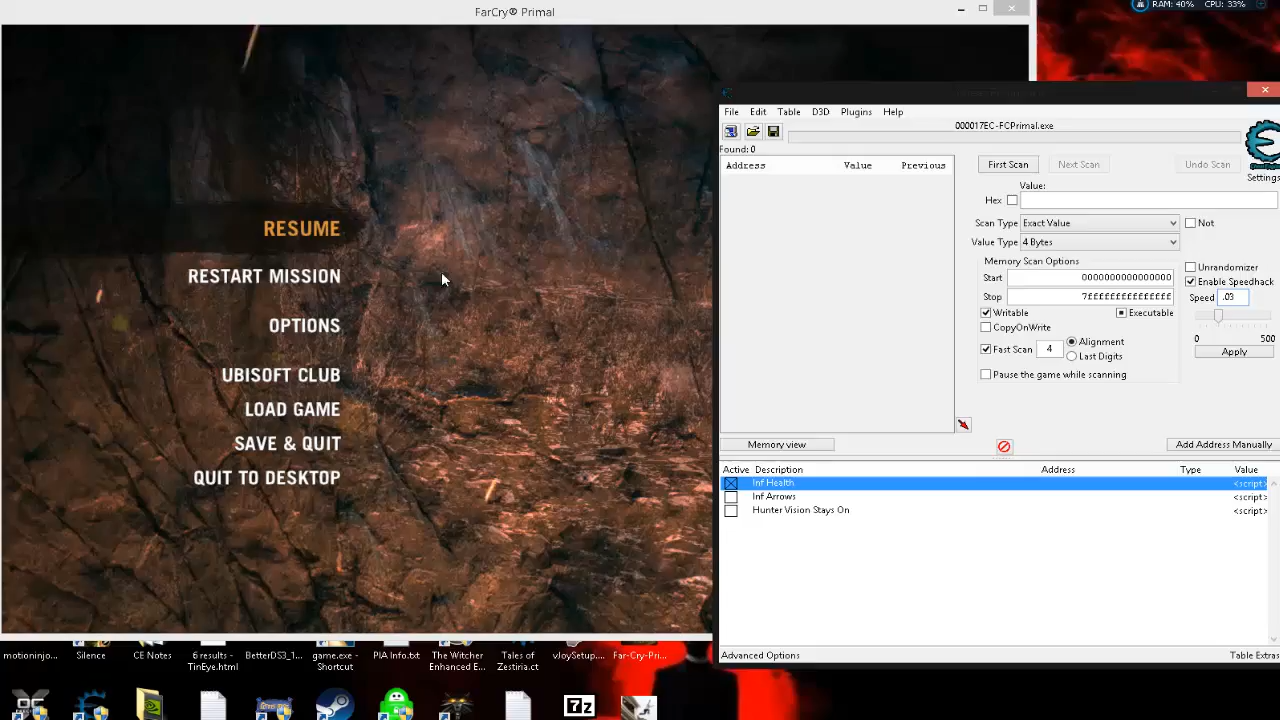 FarCry® Primal
RAM: 40% CPU: 33%
RESUME
RESTART MISSION
OPTIONS
UBISOFT CLUB
LOAD GAME
SAVE & QUIT
QUIT TO DESKTOP
File Edit Table D3D Plugins Help
000017EC-FCPrimal.exe
Found: 0
Address Value Previous
First Scan Next Scan Undo Scan
Settings
Value:
Hex
Scan Type Exact Value Not
Value Type 4 Bytes
Memory Scan Options
Start 0000000000000000
Stop 7fffffffffffffff
Writable Executable
CopyOnWrite
Fast Scan 4 Alignment
Last Digits
Pause the game while scanning
Unrandomizer
Enable Speedhack
Speed .03
0 500
Apply
Memory view Add Address Manually
Active Description Address Type Value
Inf Health <script>
Inf Arrows <script>
Hunter Vision Stays On <script>
Advanced Options Table Extras
motioninjo... Silence CE Notes 6 results - TinEye.html BetterDS3_1... game.exe - Shortcut PIA Info.txt The Witcher Enhanced E... Tales of Zestiria.ct vJoySetup.... Far-Cry-Pri...
7z